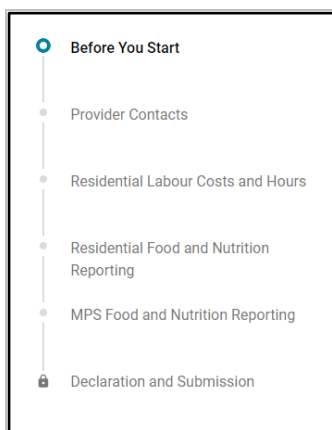 Before You Start
Provider Contacts
Residential Labour Costs and Hours
Residential Food and Nutrition
Reporting
MPS Food and Nutrition Reporting
Declaration and Submission